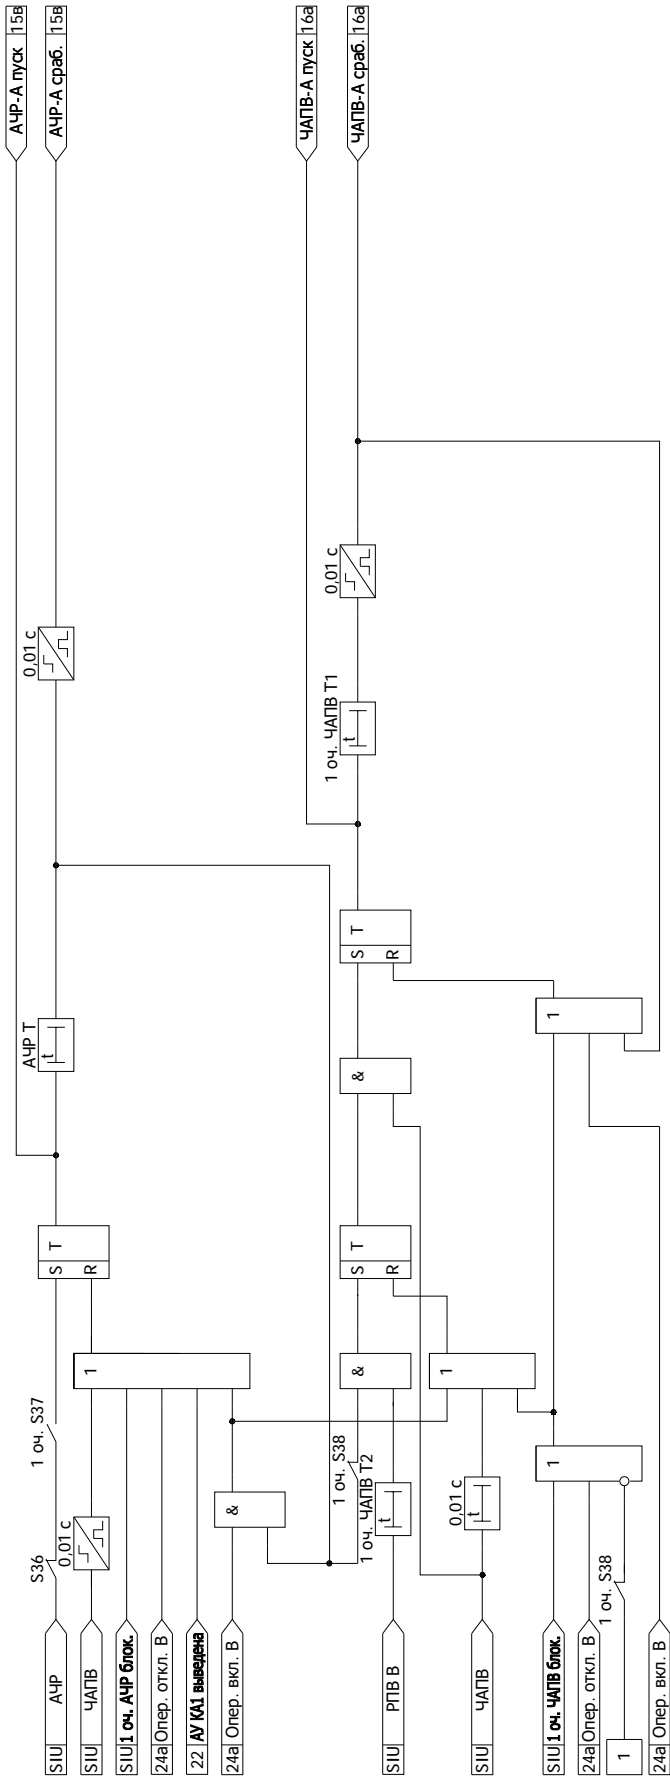 АЧР-А пуск 15в
АЧР-А сраб. 15в
ЧАПВ-А пуск 16а
ЧАПВ-А сраб. 16а
0,01 с
0,01 с
1 оч. ЧАПВ Т1
t
АЧР Т
t
S T
R
1
&
S T
R
S T
R
1
&
1
1 оч. S37
S36
0,01 с
&
1 оч. S38
1 оч. ЧАПВ Т2
t
0,01 с
t
1
1 оч. S38
SIU АЧР
SIU ЧАПВ
SIU 1 оч. АЧР блок.
24а Опер. откл. В
22 АУ КА1 выведена
24а Опер. вкл. В
SIU РПВ В
SIU ЧАПВ
SIU 1 оч. ЧАПВ блок.
24а Опер. откл. В
1
24а Опер. вкл. В